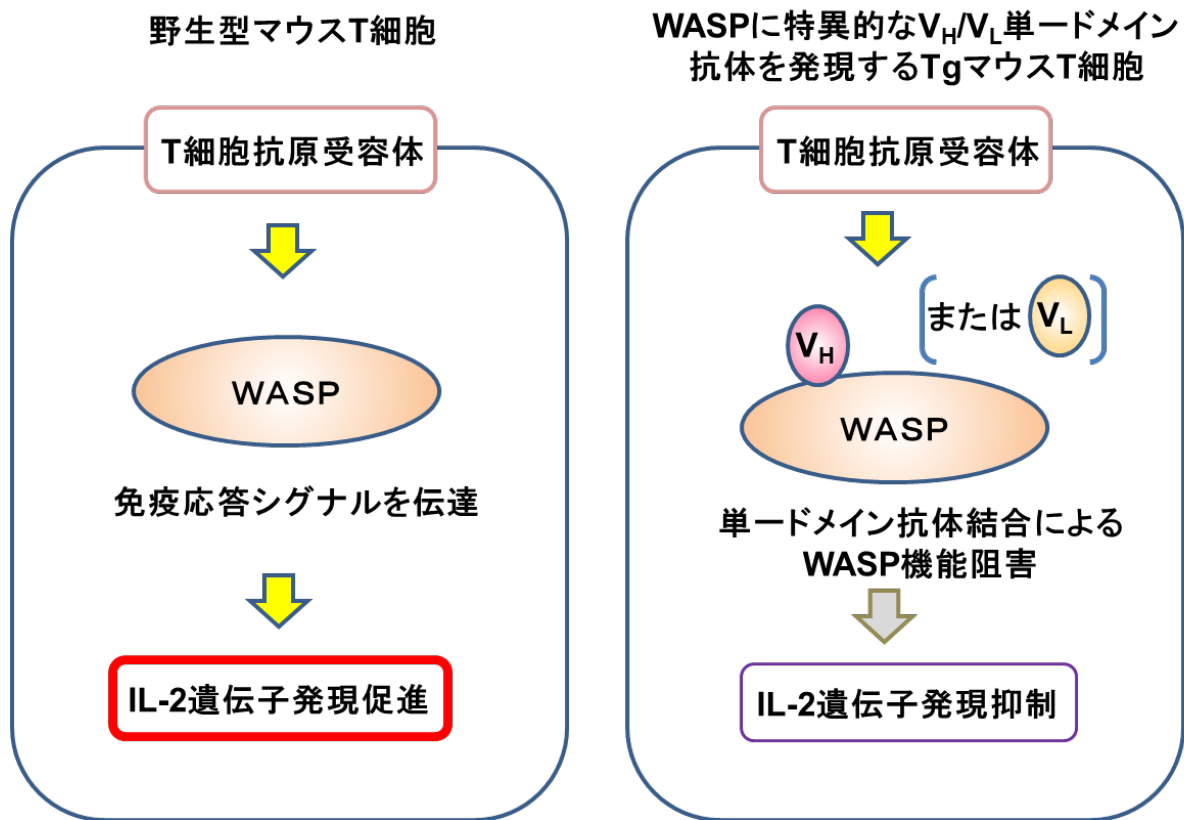 野生型マウスT細胞
T細胞抗原受容体
WASP
免疫応答シグナルを伝達
IL-2遺伝子発現促進
WASPに特異的なVH/VL単一ドメイン
抗体を発現するTgマウスT細胞
T細胞抗原受容体
または VL
VH
WASP
単一ドメイン抗体結合による
WASP機能阻害
IL-2遺伝子発現抑制